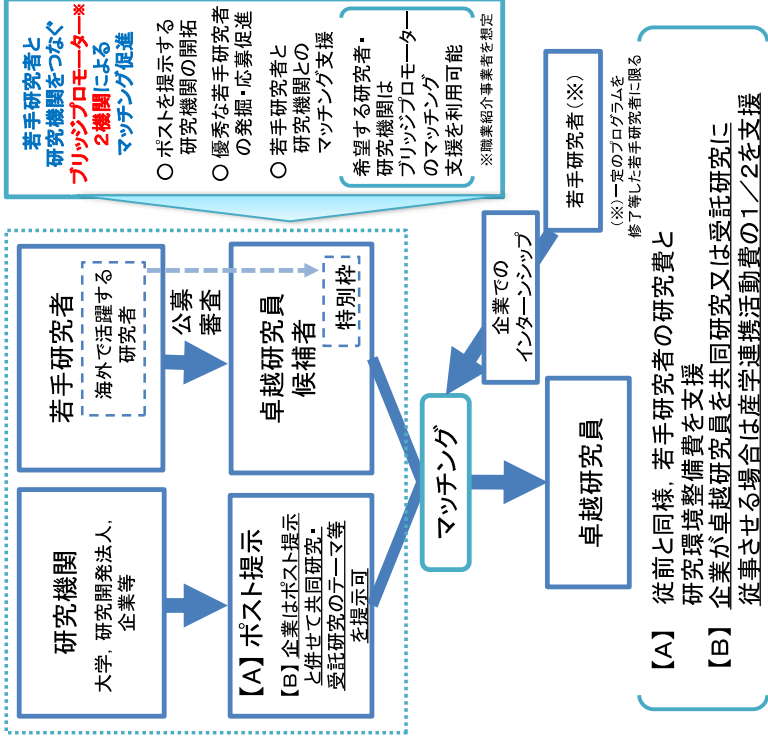 研究機関
大学，研究開発法人，
企業等
若手研究者
海外で活躍する
研究者
公募
審査
【A】ポスト提示
【B】企業はポスト提示
と併せて共同研究・
受託研究のテーマ等
を提示可
卓越研究員
候補者
特別枠
若手研究者と
研究機関をつなぐ
ブリッジプロモーター※
２機関による
マッチング促進
○ ポストを提示する
研究機関の開拓
○ 優秀な若手研究者
の発掘・応募促進
○ 若手研究者と
研究機関との
マッチング支援
希望する研究者・
研究機関は
ブリッジプロモーター
のマッチング
支援を利用可能
※職業紹介事業者を想定
マッチング
企業での
インターンシップ
若手研究者（※）
（※）一定のプログラムを
修了等した若手研究者に限る
卓越研究員
【A】 従前と同様，若手研究者の研究費と
研究環境整備費を支援
【B】 企業が卓越研究員を共同研究又は受託研究に
従事させる場合は産学連携活動費の１／２を支援